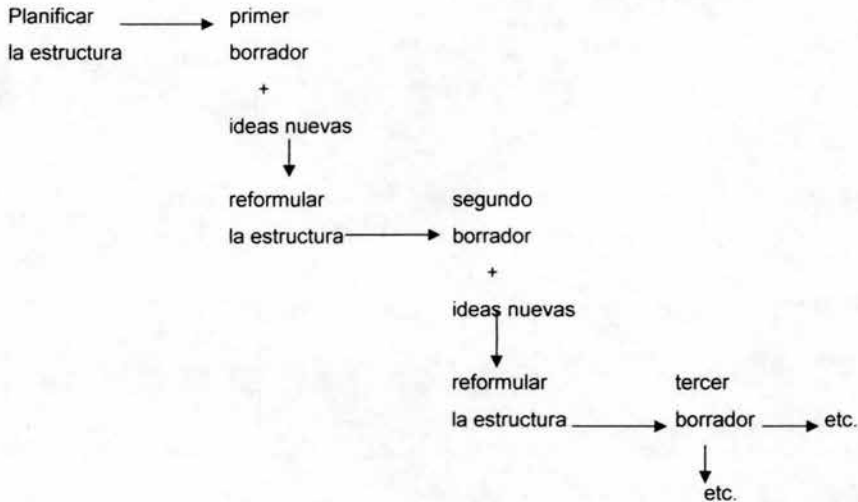 Planificar primer
la estructura borrador
+
ideas nuevas
reformular segundo
la estructura borrador
+
ideas nuevas
reformular tercer
la estructura borrador etc.
etc.